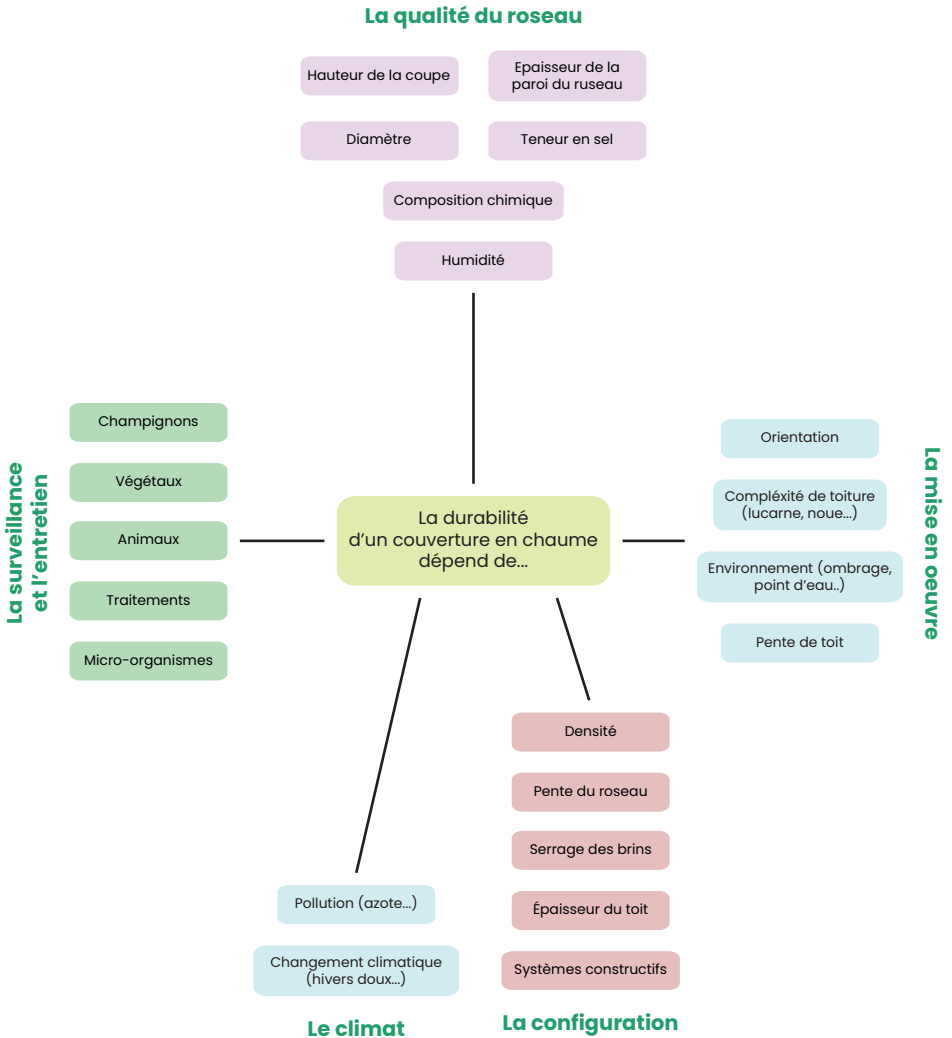 La qualité du roseau
Hauteur de la coupe
Epaisseur de la
paroi du ruseau
Diamètre
Teneur en sel
Composition chimique
Humidité
La surveillance
et l'entretien
Champignons
Végétaux
Animaux
Traitements
Micro-organismes
La durabilité
d'un couverture en chaume
dépend de...
Orientation
Compléxité de toiture
(lucarne, noue...)
Environnement (ombrage,
point d'eau..)
Pente de toit
La mise en oeuvre
Densité
Pente du roseau
Serrage des brins
Épaisseur du toit
Systèmes constructifs
La configuration
Pollution (azote...)
Changement climatique
(hivers doux...)
Le climat